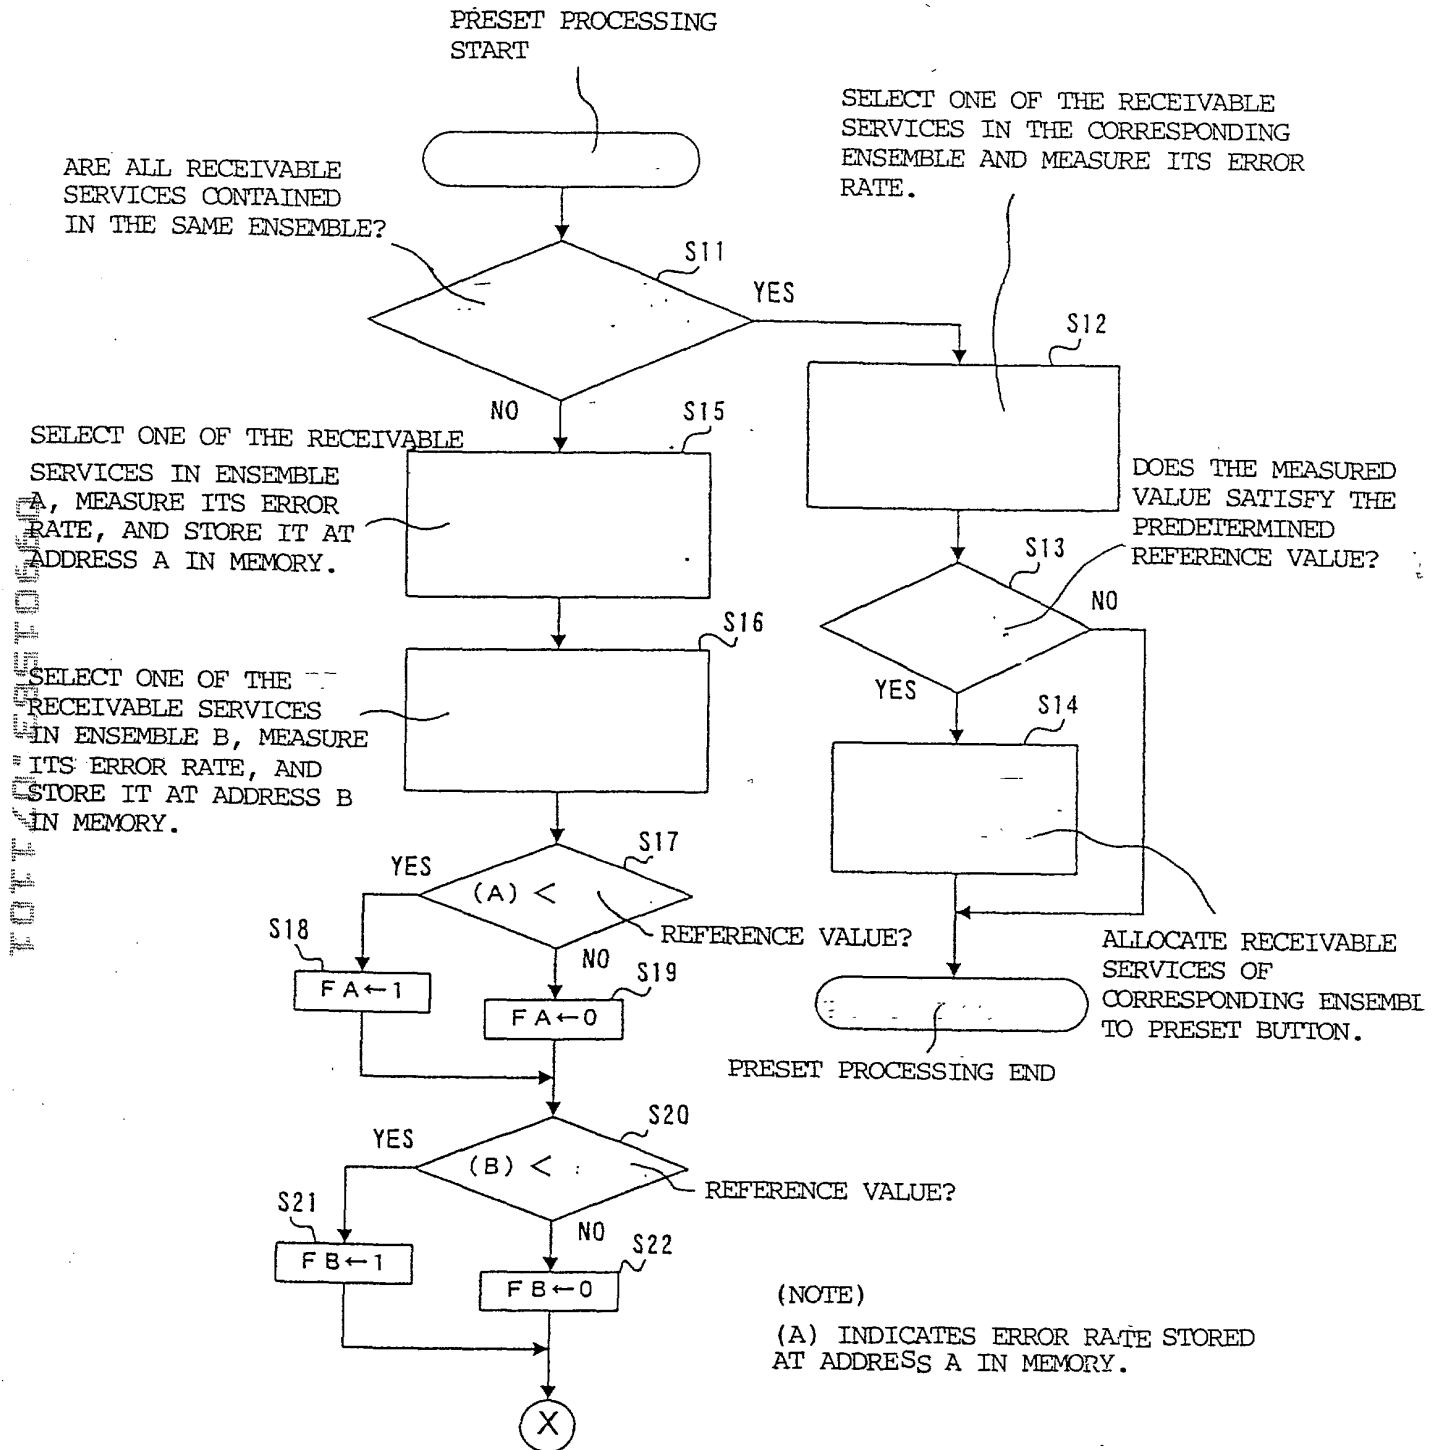 PRESET PROCESSING
START
SELECT ONE OF THE RECEIVABLE
SERVICES IN THE CORRESPONDING
ENSEMBLE AND MEASURE ITS ERROR
RATE.
ARE ALL RECEIVABLE
SERVICES CONTAINED
IN THE SAME ENSEMBLE?
S11
YES
S12
NO
S15
SELECT ONE OF THE RECEIVABLE
SERVICES IN ENSEMBLE
A, MEASURE ITS ERROR
RATE, AND STORE IT AT
ADDRESS A IN MEMORY.
DOES THE MEASURED
VALUE SATISFY THE
PREDETERMINED
REFERENCE VALUE?
S13
NO
YES
S16
SELECT ONE OF THE
RECEIVABLE SERVICES
IN ENSEMBLE B, MEASURE
ITS ERROR RATE, AND
STORE IT AT ADDRESS B
IN MEMORY.
S14
S17
YES
(A) <
REFERENCE VALUE?
NO
S18
FA←1
S19
FA←0
ALLOCATE RECEIVABLE
SERVICES OF
CORRESPONDING ENSEMBL
TO PRESET BUTTON.
PRESET PROCESSING END
S20
YES
(B) <
REFERENCE VALUE?
NO
S21
FB←1
S22
FB←0
(NOTE)
(A) INDICATES ERROR RATE STORED
AT ADDRESS A IN MEMORY.
X